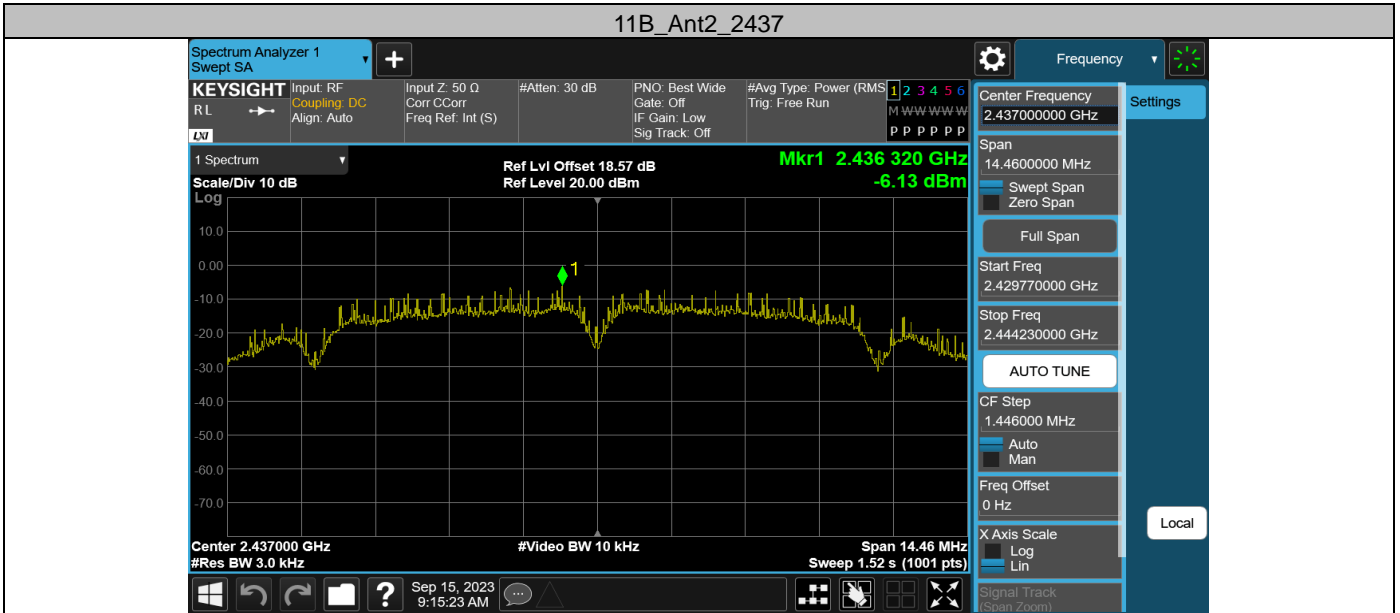 11B_Ant2_2437
Spectrum Analyzer 1
Swept SA
+
Frequency
KEYSIGHT
RL
LXI
Input: RF
Coupling: DC
Align: Auto
Input Z: 50 Ω
Corr CCorr
Freq Ref: Int (S)
#Atten: 30 dB
PNO: Best Wide
Gate: Off
IF Gain: Low
Sig Track: Off
#Avg Type: Power (RMS
Trig: Free Run
1 2 3 4 5 6
M W W W W W
P P P P P P
1 Spectrum
Scale/Div 10 dB
Ref Lvl Offset 18.57 dB
Ref Level 20.00 dBm
Mkr1 2.436 320 GHz
-6.13 dBm
Log
10.0
0.00
-10.0
-20.0
-30.0
-40.0
-50.0
-60.0
-70.0
1
Center 2.437000 GHz
#Res BW 3.0 kHz
#Video BW 10 kHz
Span 14.46 MHz
Sweep 1.52 s (1001 pts)
Center Frequency
2.437000000 GHz
Span
14.4600000 MHz
Swept Span
Zero Span
Full Span
Start Freq
2.429770000 GHz
Stop Freq
2.444230000 GHz
AUTO TUNE
CF Step
1.446000 MHz
Auto
Man
Freq Offset
0 Hz
X Axis Scale
Log
Lin
Signal Track
(Span Zoom)
Settings
Local
?
Sep 15, 2023
9:15:23 AM